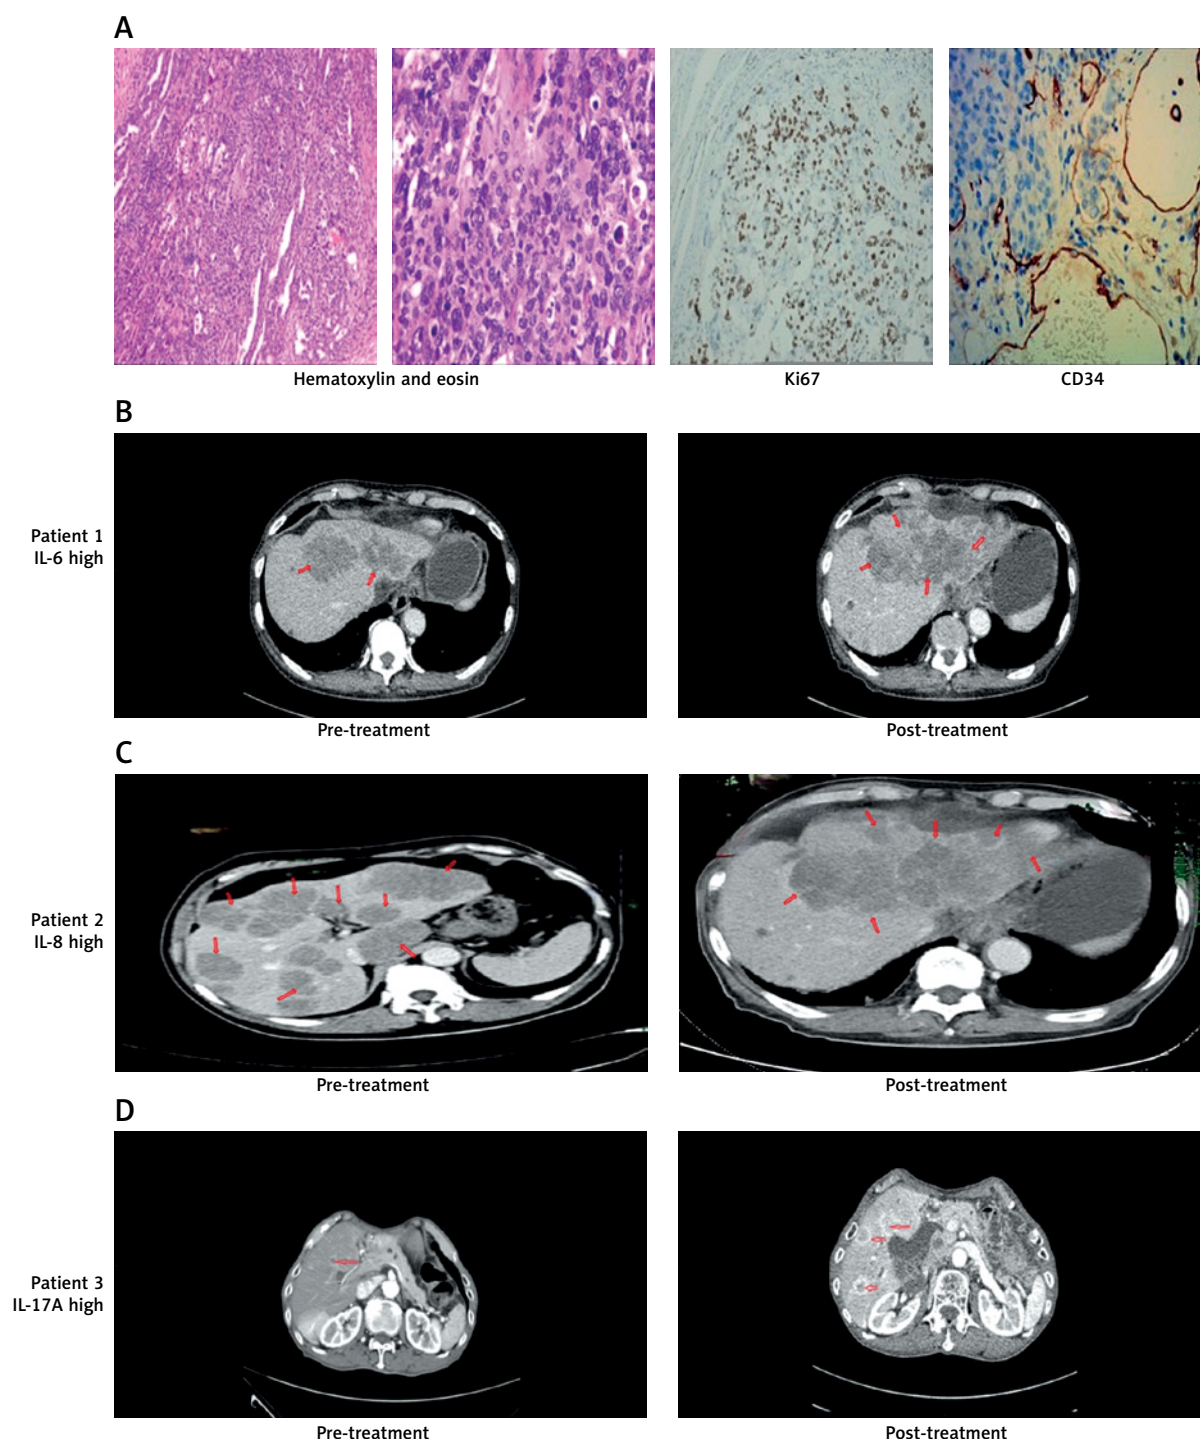 A
Hematoxylin and eosin
Ki67
CD34
B
Patient 1
IL-6 high
Pre-treatment
Post-treatment
C
Patient 2
IL-8 high
Pre-treatment
Post-treatment
D
Patient 3
IL-17A high
Pre-treatment
Post-treatment